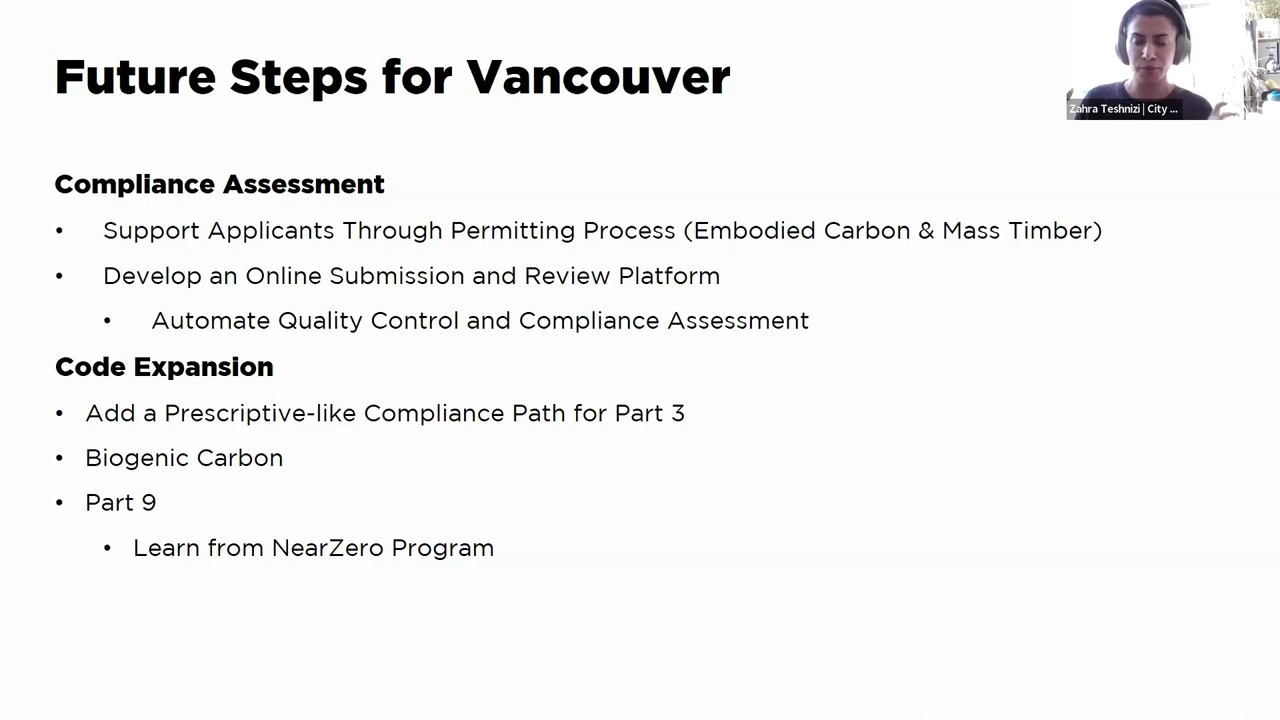 Future Steps for Vancouver
Zahra Teshnizi | City ...
Compliance Assessment
• Support Applicants Through Permitting Process (Embodied Carbon & Mass Timber)
• Develop an Online Submission and Review Platform
• Automate Quality Control and Compliance Assessment
Code Expansion
• Add a Prescriptive-like Compliance Path for Part 3
• Biogenic Carbon
• Part 9
• Learn from NearZero Program